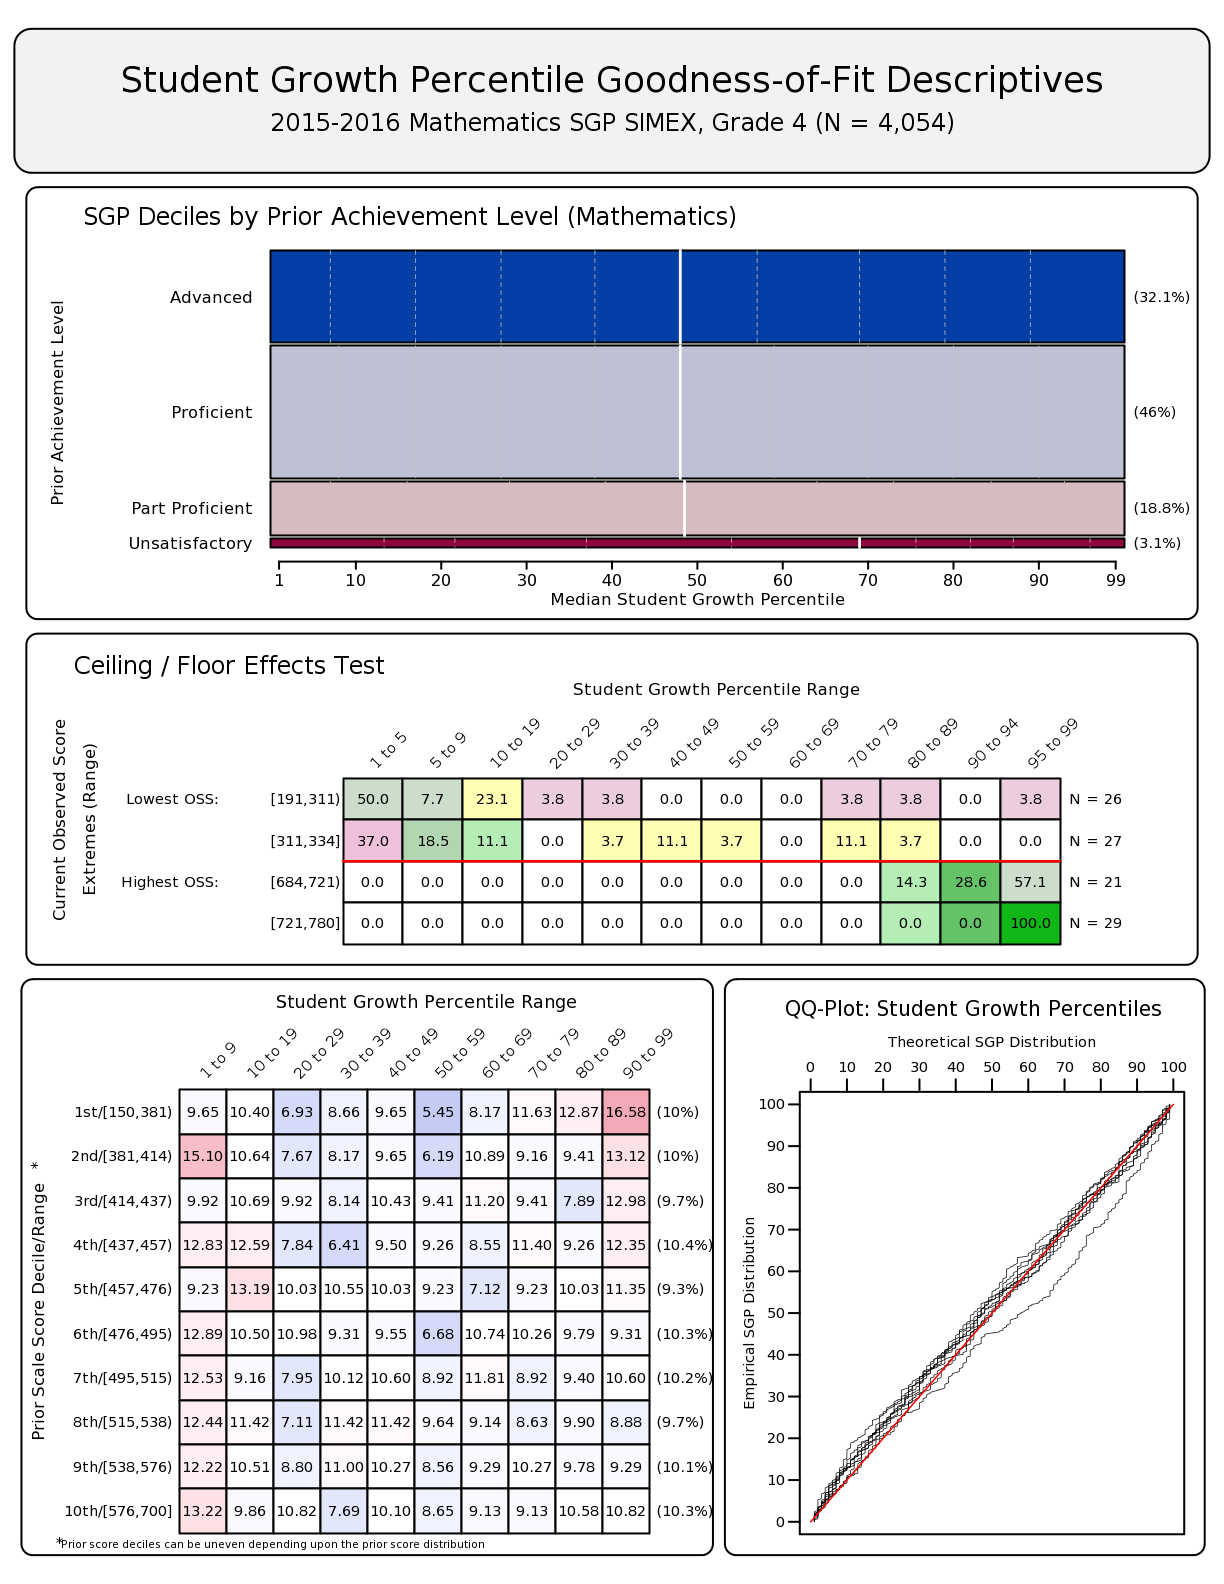 Student Growth Percentile Goodness-of-Fit Descriptives
2015-2016 Mathematics SGP SIMEX, Grade 4 (N = 4,054)
SGP Deciles by Prior Achievement Level (Mathematics)
Prior Achievement Level
Advanced (32.1%)
Proficient (46%)
Part Proficient (18.8%)
Unsatisfactory (3.1%)
1 10 20 30 40 50 60 70 80 90 99
Median Student Growth Percentile
Ceiling / Floor Effects Test
Student Growth Percentile Range
Current Observed Score
Extremes (Range)
1 to 5 5 to 9 10 to 19 20 to 29 30 to 39 40 to 49 50 to 59 60 to 69 70 to 79 80 to 89 90 to 94 95 to 99
Lowest OSS: [191,311) 50.0 7.7 23.1 3.8 3.8 0.0 0.0 0.0 3.8 3.8 0.0 3.8 N = 26
[311,334) 37.0 18.5 11.1 0.0 3.7 11.1 3.7 0.0 11.1 3.7 0.0 0.0 N = 27
Highest OSS: [684,721) 0.0 0.0 0.0 0.0 0.0 0.0 0.0 0.0 0.0 14.3 28.6 57.1 N = 21
[721,780] 0.0 0.0 0.0 0.0 0.0 0.0 0.0 0.0 0.0 0.0 0.0 100.0 N = 29
Student Growth Percentile Range
Prior Scale Score Decile/Range *
1 to 9 10 to 19 20 to 29 30 to 39 40 to 49 50 to 59 60 to 69 70 to 79 80 to 89 90 to 99
1st/[150,381) 9.65 10.40 6.93 8.66 9.65 5.45 8.17 11.63 12.87 16.58 (10%)
2nd/[381,414) 15.10 10.64 7.67 8.17 9.65 6.19 10.89 9.16 9.41 13.12 (10%)
3rd/[414,437) 9.92 10.69 9.92 8.14 10.43 9.41 11.20 9.41 7.89 12.98 (9.7%)
4th/[437,457) 12.83 12.59 7.84 6.41 9.50 9.26 8.55 11.40 9.26 12.35 (10.4%)
5th/[457,476) 9.23 13.19 10.03 10.55 10.03 9.23 7.12 9.23 10.03 11.35 (9.3%)
6th/[476,495) 12.89 10.50 10.98 9.31 9.55 6.68 10.74 10.26 9.79 9.31 (10.3%)
7th/[495,515) 12.53 9.16 7.95 10.12 10.60 8.92 11.81 8.92 9.40 10.60 (10.2%)
8th/[515,538) 12.44 11.42 7.11 11.42 11.42 9.64 9.14 8.63 9.90 8.88 (9.7%)
9th/[538,576) 12.22 10.51 8.80 11.00 10.27 8.56 9.29 10.27 9.78 9.29 (10.1%)
10th/[576,700] 13.22 9.86 10.82 7.69 10.10 8.65 9.13 9.13 10.58 10.82 (10.3%)
*Prior score deciles can be uneven depending upon the prior score distribution
QQ-Plot: Student Growth Percentiles
Theoretical SGP Distribution
0 10 20 30 40 50 60 70 80 90 100
Empirical SGP Distribution
100
90
80
70
60
50
40
30
20
10
0